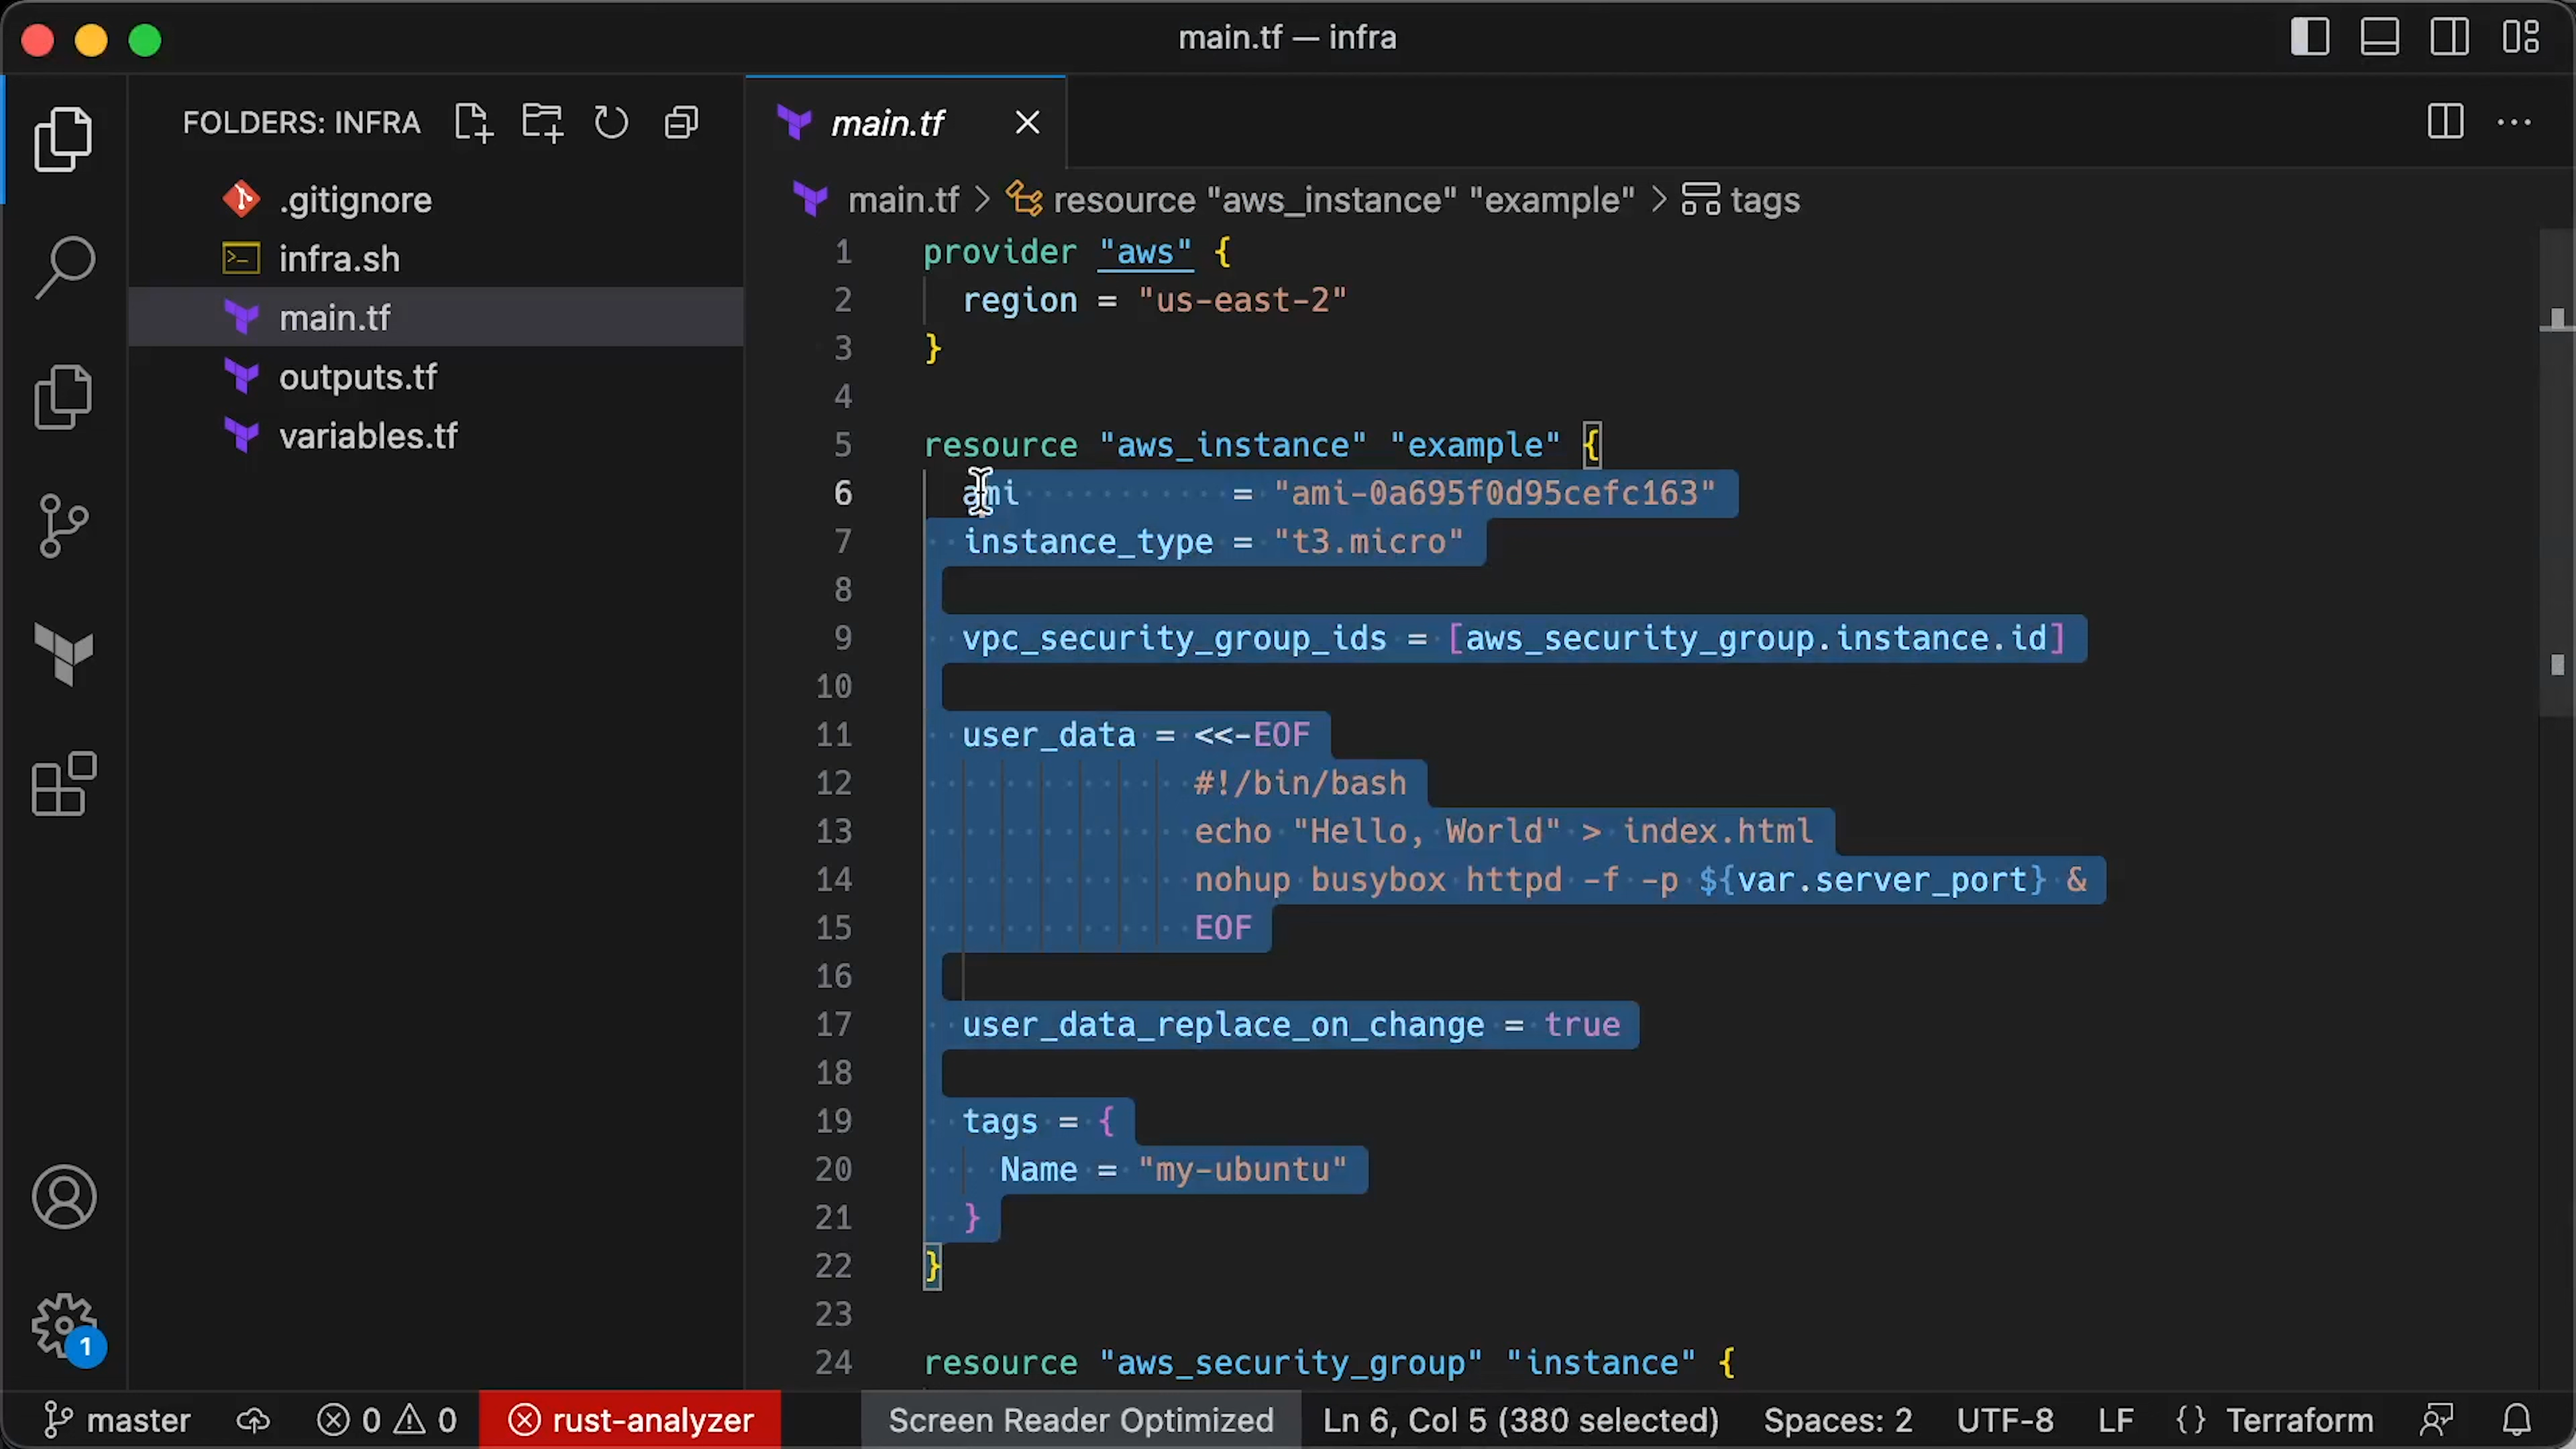 main.tf — infra
FOLDERS: INFRA
.gitignore
infra.sh
main.tf
outputs.tf
variables.tf
1
main.tf
main.tf > resource "aws_instance" "example" > tags
1 provider "aws" {
2 region = "us-east-2"
3 }
4
5 resource "aws_instance" "example" {
6 ami = "ami-0a695f0d95cefc163"
7 instance_type = "t3.micro"
8
9 vpc_security_group_ids = [aws_security_group.instance.id]
10
11 user_data = <<-EOF
12 #!/bin/bash
13 echo "Hello, World" > index.html
14 nohup busybox httpd -f -p ${var.server_port} &
15 EOF
16
17 user_data_replace_on_change = true
18
19 tags = {
20 Name = "my-ubuntu"
21 }
22 }
23
24 resource "aws_security_group" "instance" {
master 0 0 rust-analyzer Screen Reader Optimized Ln 6, Col 5 (380 selected) Spaces: 2 UTF-8 LF {} Terraform